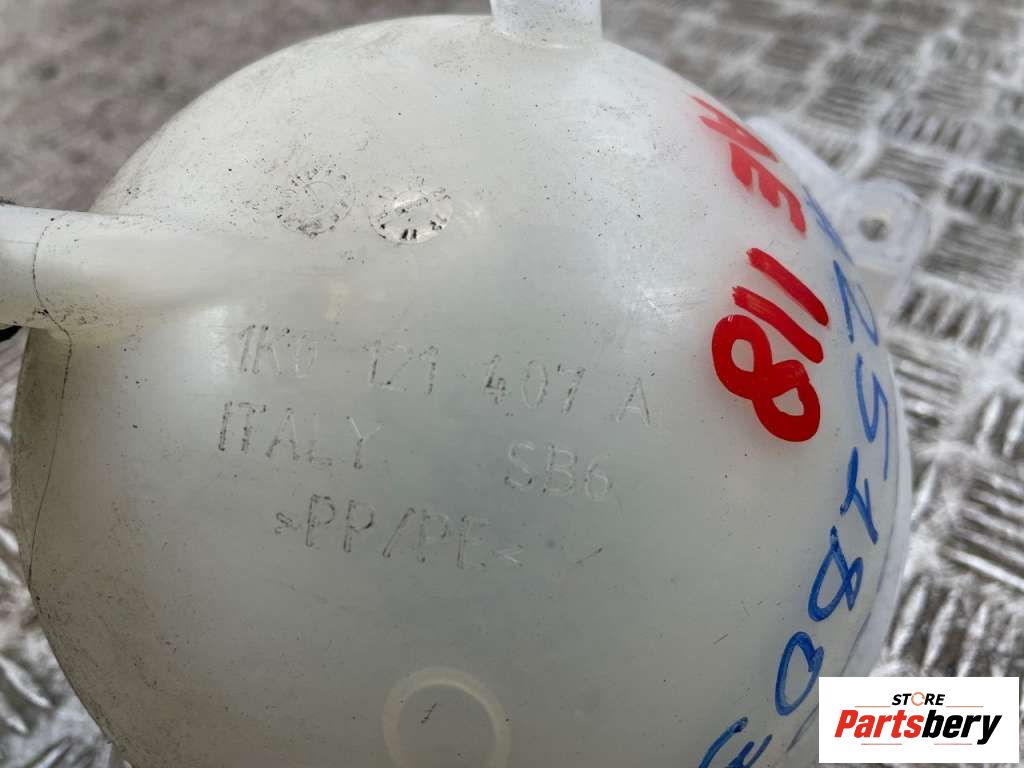 1K0 121 407 A
ITALY SB6
>PP/PE<
118
STORE
Partsbery